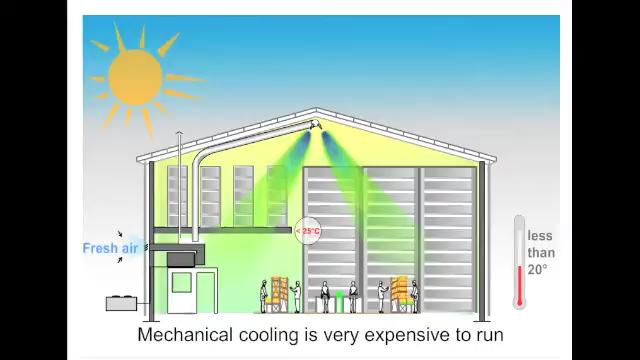 Fresh air
< 25°C
less
than
20°
Mechanical cooling is very expensive to run